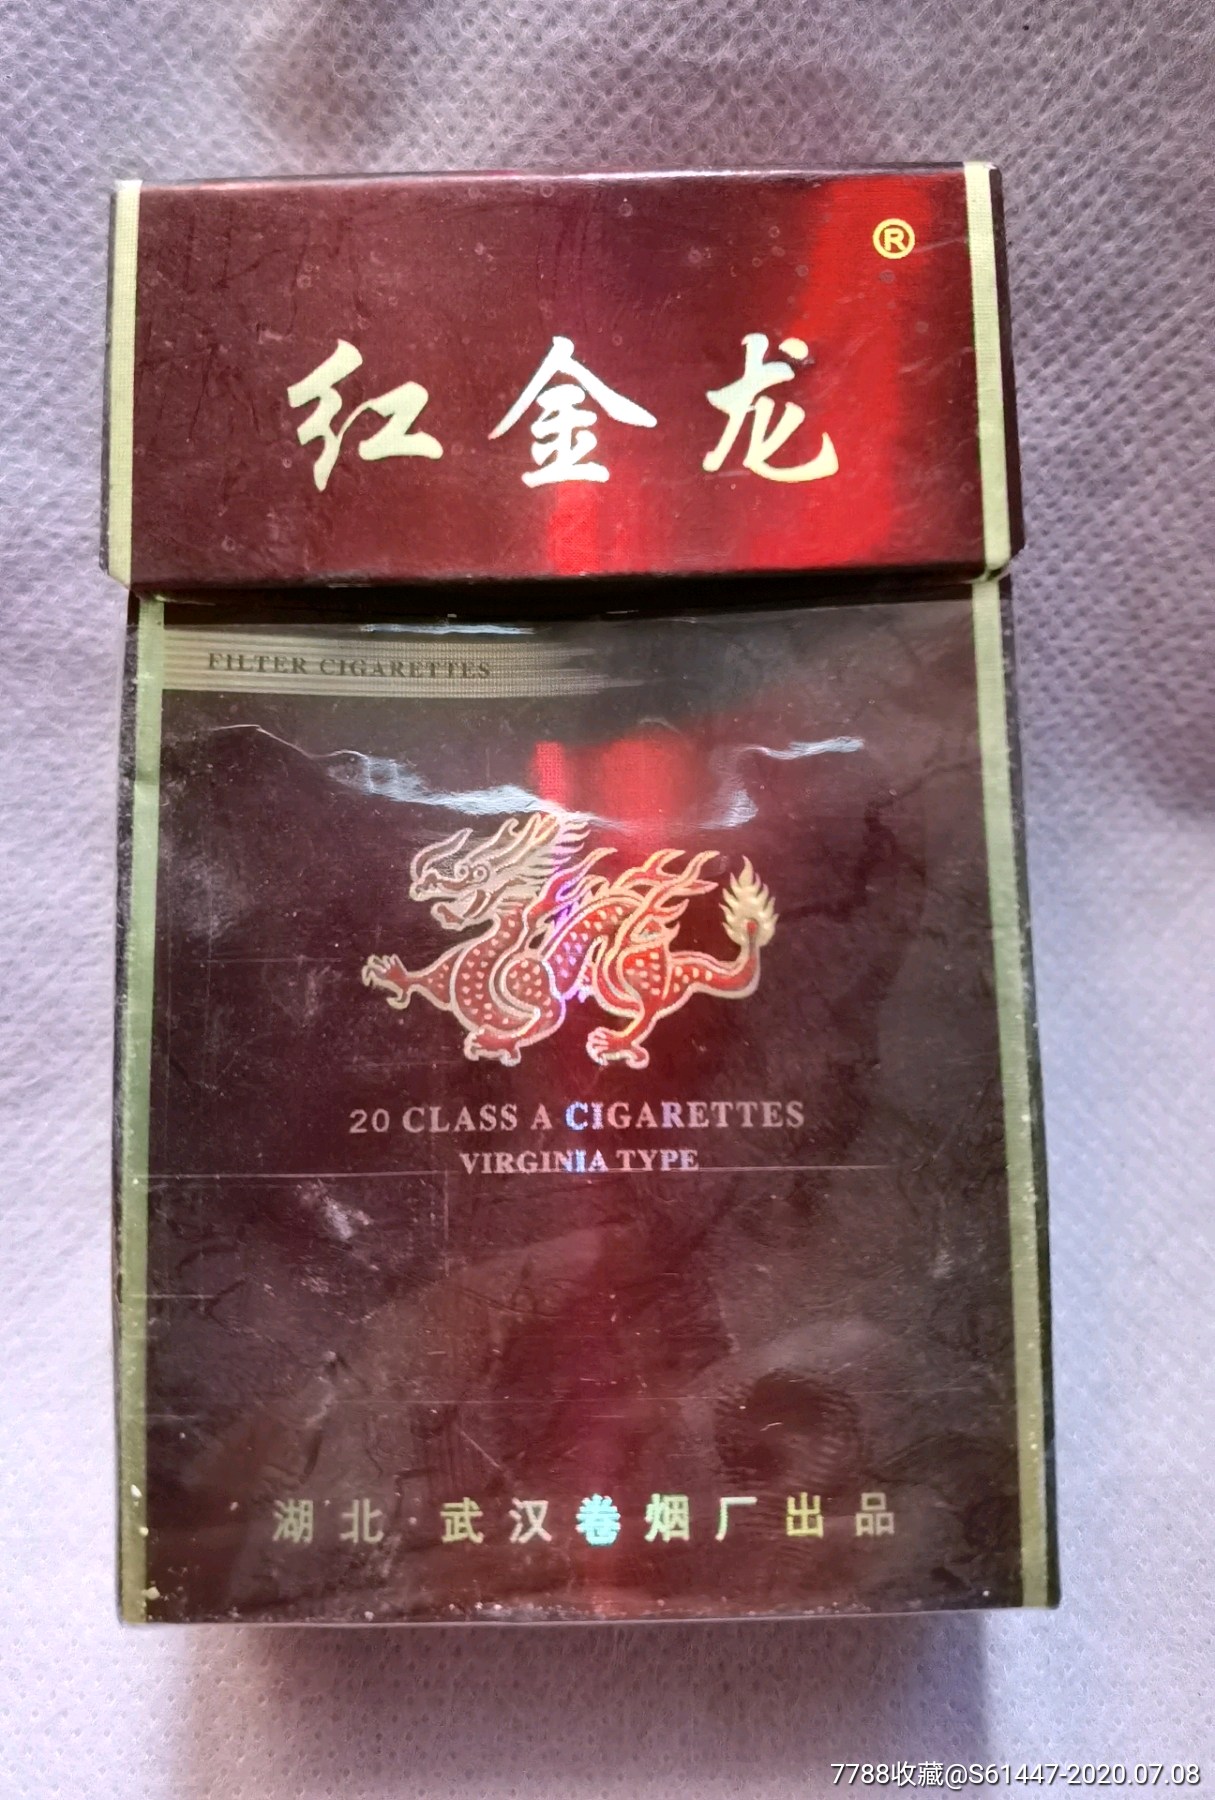 ®
红金龙
FILTER CIGARETTES
20 CLASS A CIGARETTES
VIRGINIA TYPE
湖北·武汉卷烟厂出品
7788收藏@S61447-2020.07.08